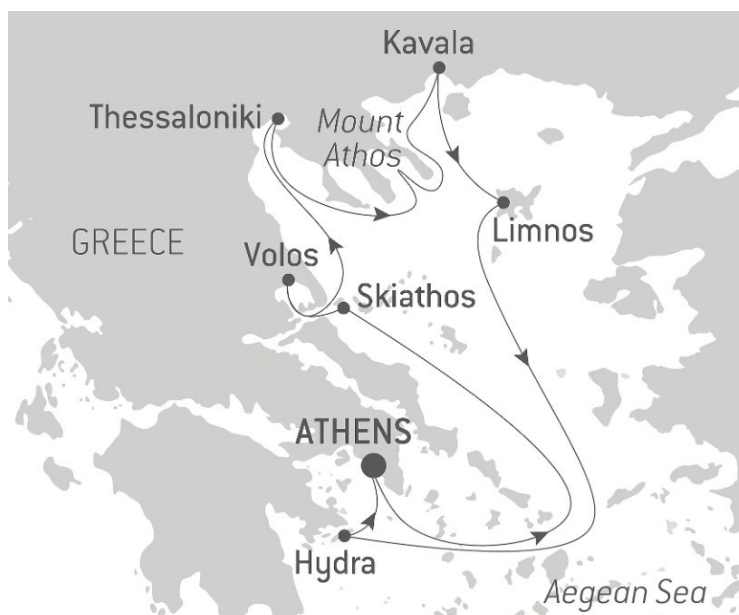 Kavala
Thessaloniki
Mount
Athos
GREECE
Limnos
Volos
Skiathos
ATHENS
Hydra
Aegean Sea